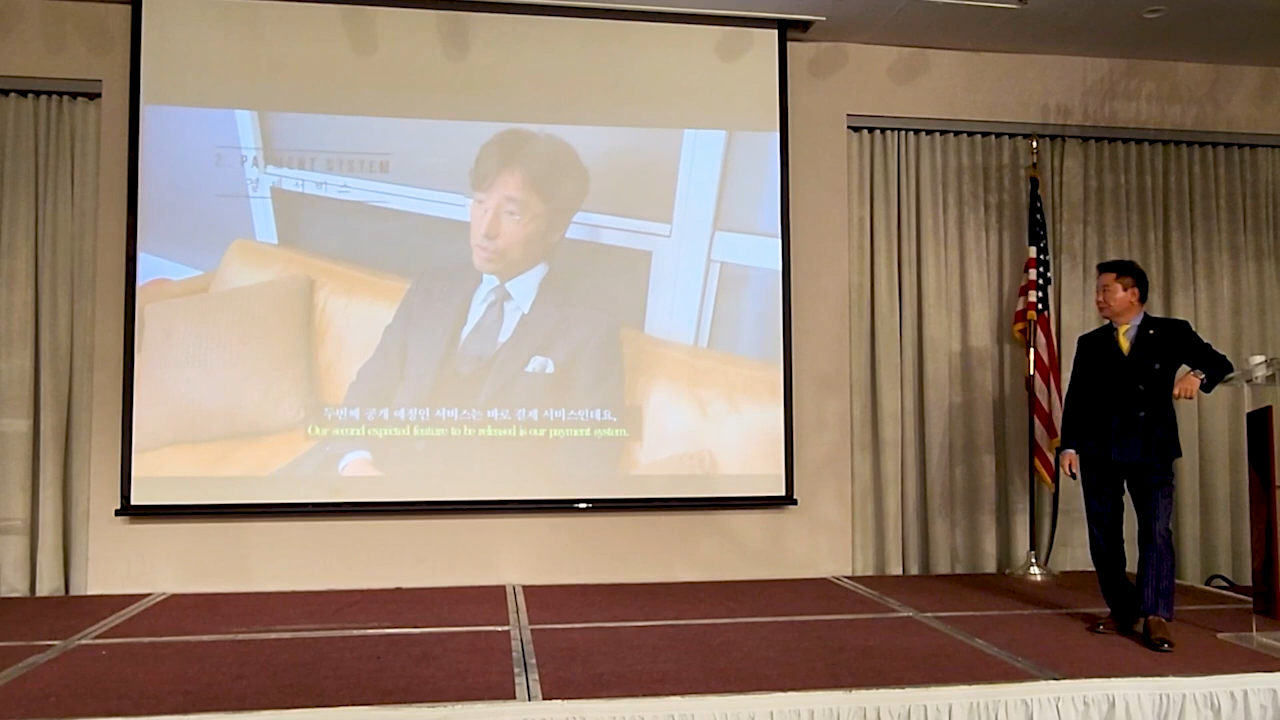 2. PAYMENT SYSTEM
결제서비스
두번째 공개 예정인 서비스는 바로 결제 서비스인데요,
Our second expected feature to be released is our payment system.